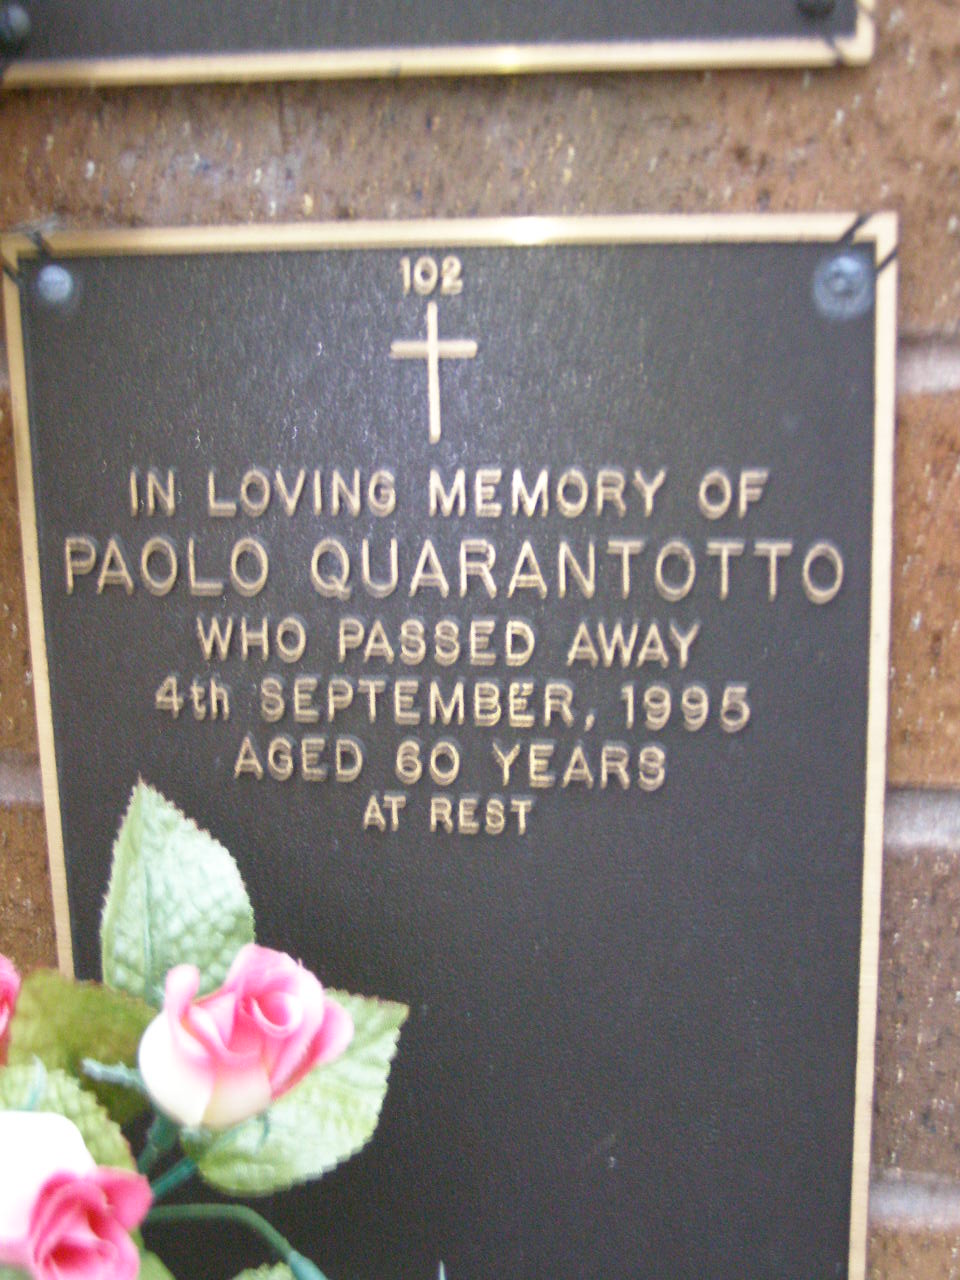 102
IN LOVING MEMORY OF
PAOLO QUARANTOTTO
WHO PASSED AWAY
4th SEPTEMBER, 1995
AGED 60 YEARS
AT REST